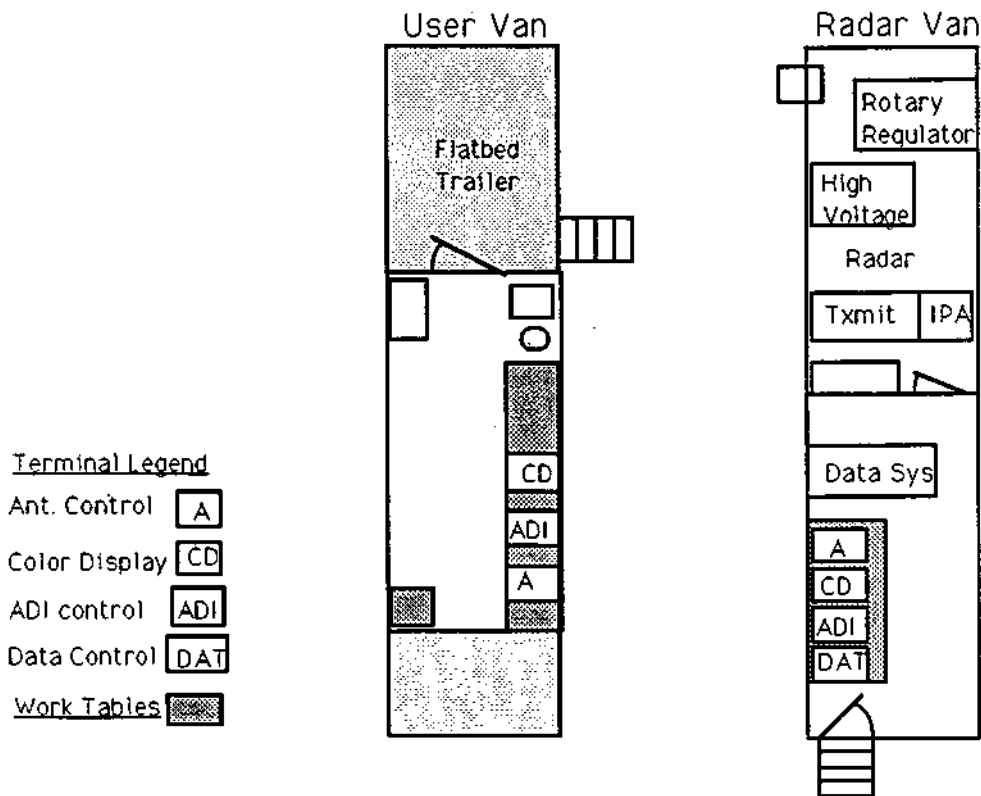 User Van
Flatbed
Trailer
CD
ADI
A
Radar Van
Rotary
Regulator
High
Voltage
Radar
Txmit
IPA
Data Sys
A
CD
ADI
DAT
Terminal Legend
Ant. Control A
Color Display CD
ADI control ADI
Data Control DAT
Work Tables